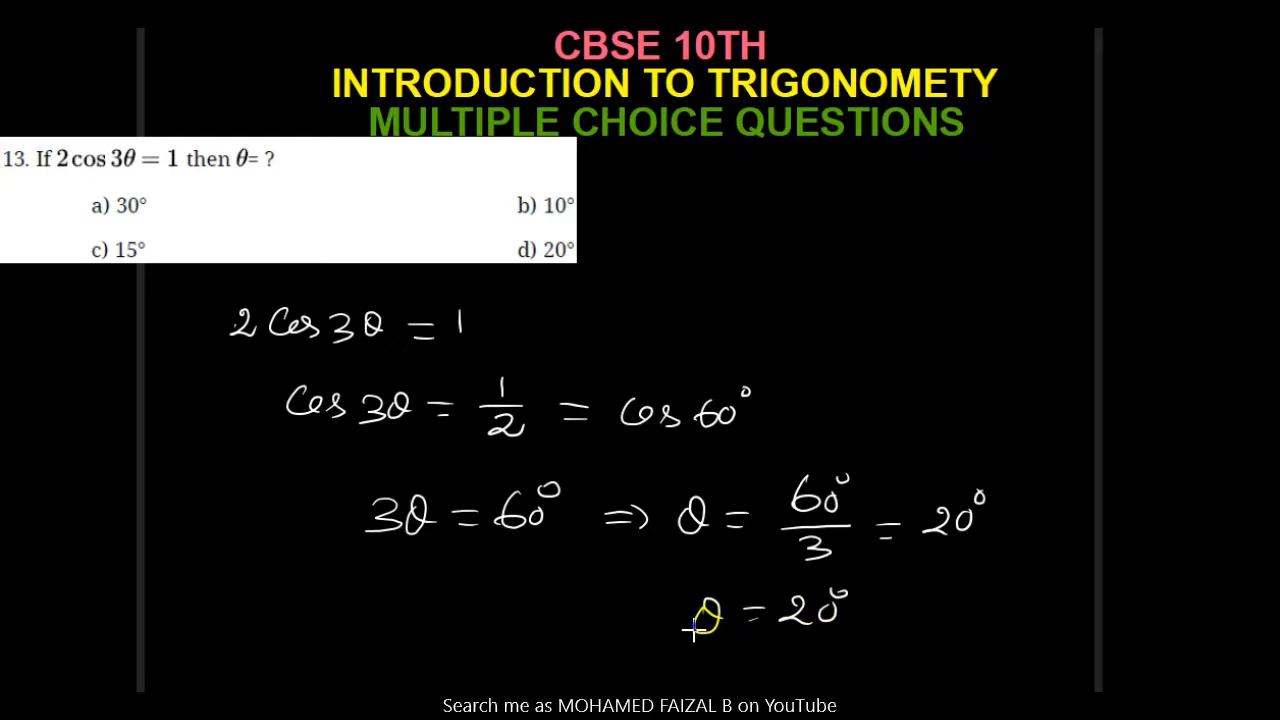 CBSE 10TH
INTRODUCTION TO TRIGONOMETY
MULTIPLE CHOICE QUESTIONS
13. If 2 cos 3θ = 1 then θ= ?
a) 30° b) 10°
c) 15° d) 20°
2 Cos 3θ = 1
Cos 3θ = 1/2 = Cos 60°
3θ = 60° ⇒ θ = 60°/3 = 20°
θ = 20°
Search me as MOHAMED FAIZAL B on YouTube